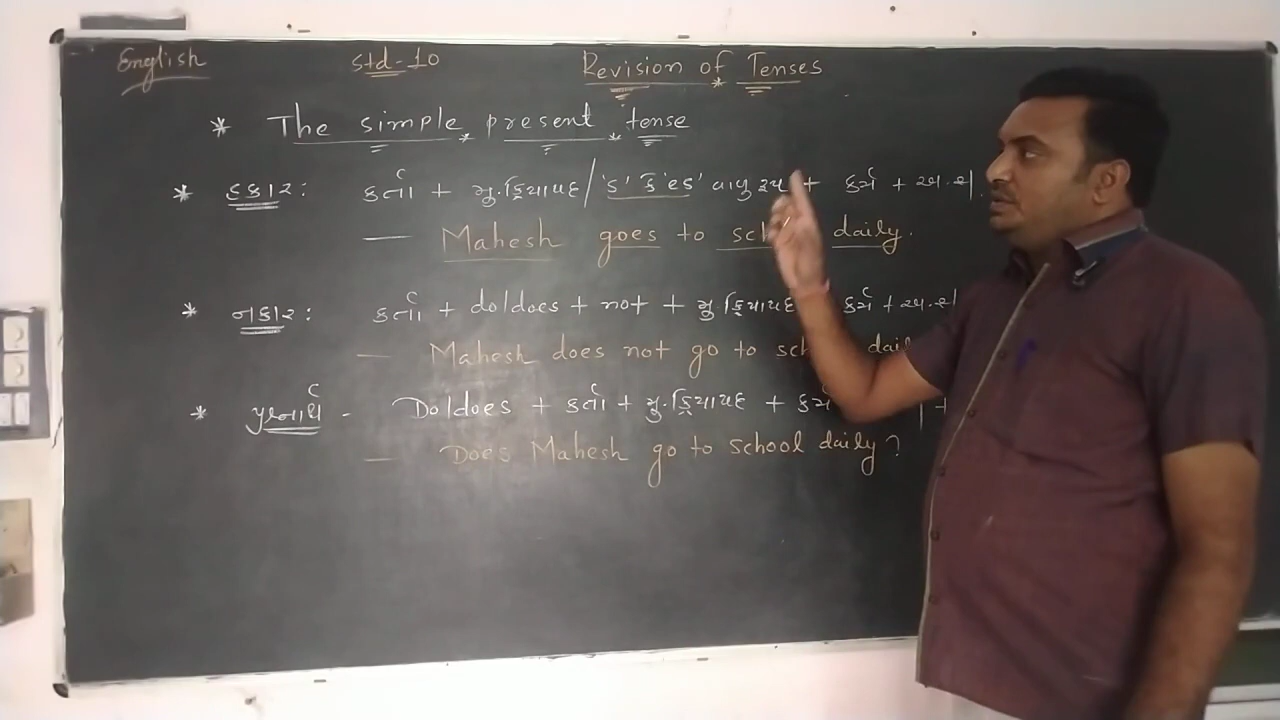 English Std-10 Revision of Tenses
* The simple present tense
* હકાર: કર્તા + મુ.ક્રિયાપદ / 's' કે 'es' વાળુ રૂપ + કર્મ + અ.શ.
— Mahesh goes to daily.
* નકાર: કર્તા + do/does + not + મુ.ક્રિયાપદ કર્મ + અ.શ
— Mahesh does not go to
* પ્રશ્નાર્થ - Do/does + કર્તા + મુ.ક્રિયાપદ + કર્મ
— Does Mahesh go to school daily?